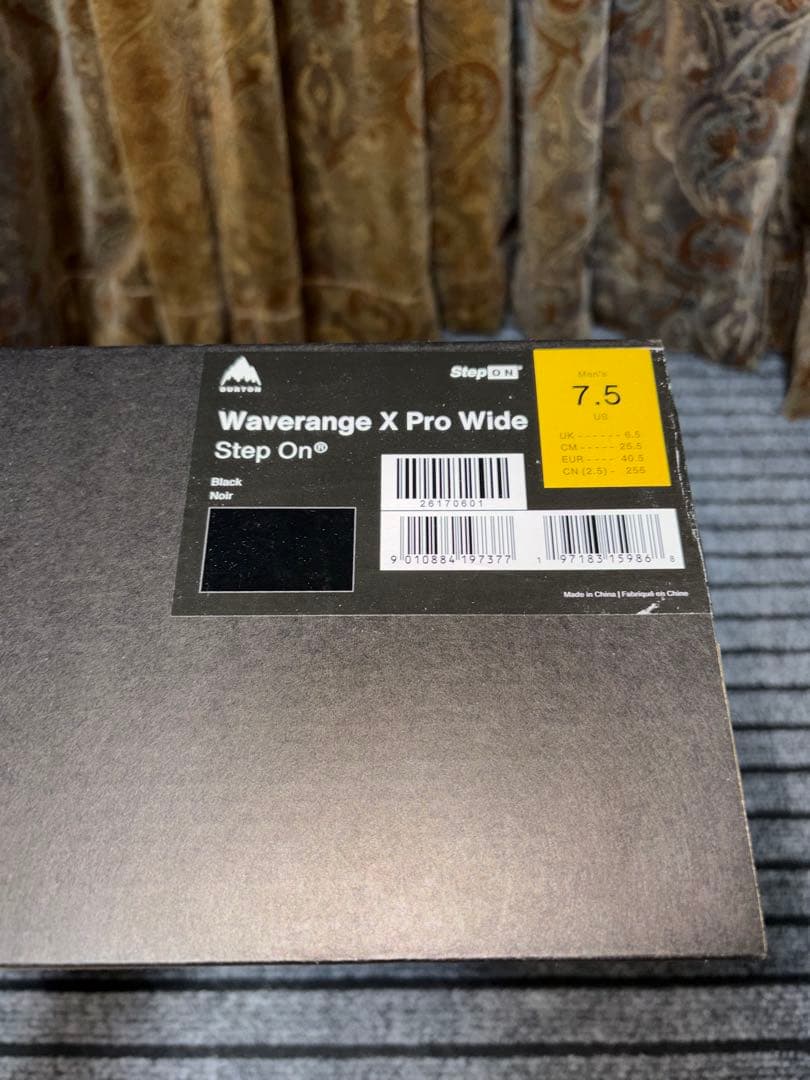 BURTON
StepON®
Waverange X Pro Wide
Step On®
Black
Noir
Men's
7.5
US
UK ------ 6.5
CM ----- 25.5
EUR ---- 40.5
CN (2.5) - 255
26170601
9 010884 197377
1 97183 15986 8
Made in China | Fabriqué en Chine